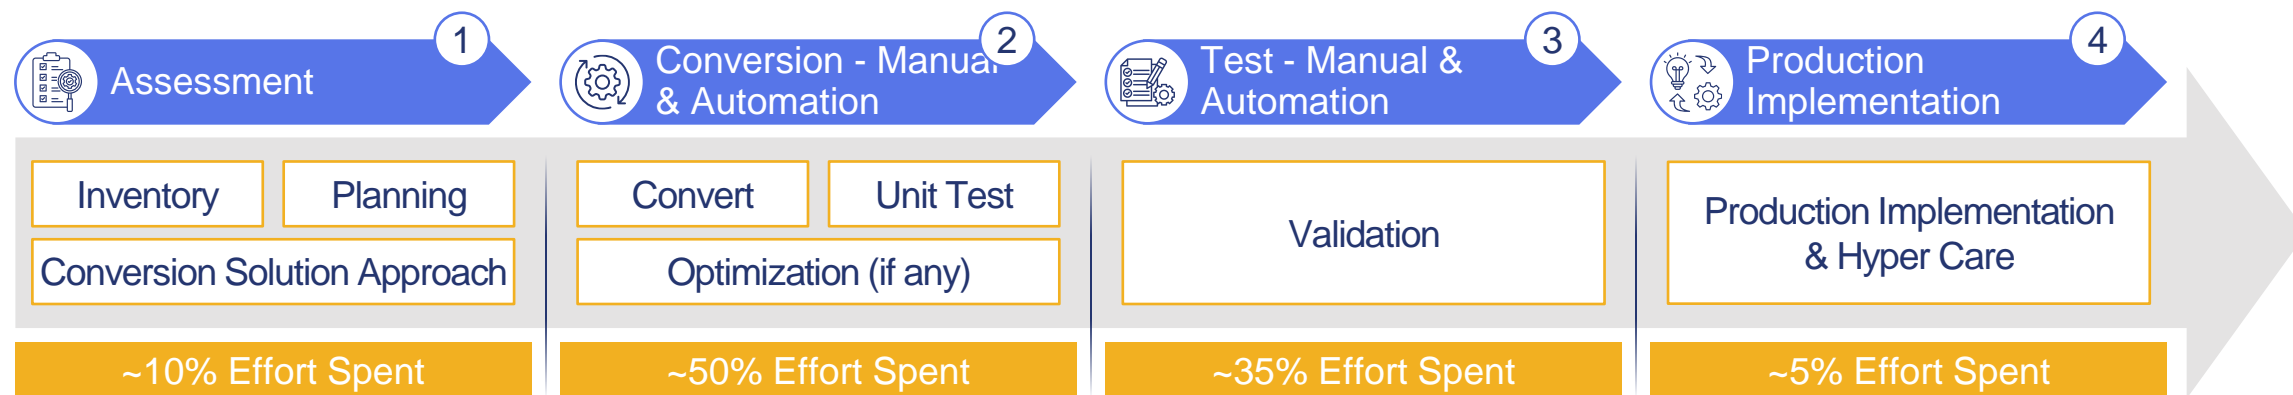 1
Assessment
2
Conversion - Manual
& Automation
3
Test - Manual &
Automation
4
Production
Implementation
Inventory
Planning
Conversion Solution Approach
Convert
Unit Test
Optimization (if any)
Validation
Production Implementation
& Hyper Care
~10% Effort Spent
~50% Effort Spent
~35% Effort Spent
~5% Effort Spent